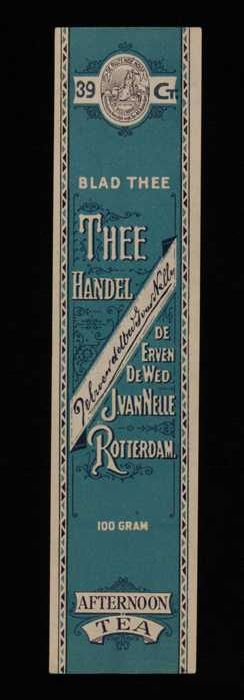 39 CT.
BLAD THEE
THEE
HANDEL
DE
ERVEN
DE WED.
J. VAN NELLE
ROTTERDAM.
100 GRAM
AFTERNOON
TEA